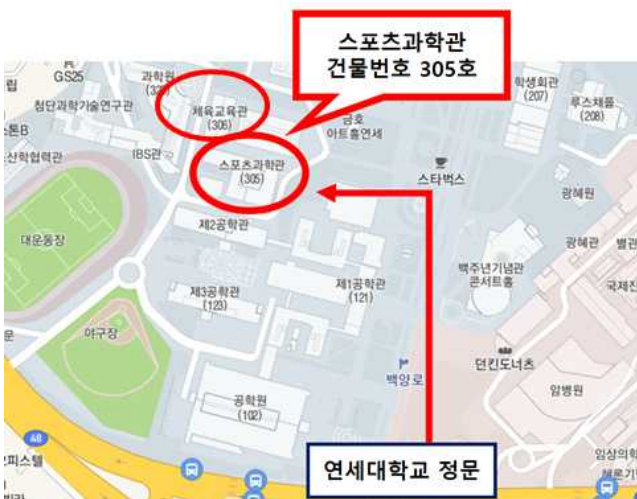 스포츠과학관
건물번호 305호
GS25
과학원
학생회관
(207)
루스채플
(208)
첨단과학기술연구관
체육교육관
(306)
금호
아트홀연세
IBS관
산학협력관
스포츠과학관
(305)
스타벅스
광혜원
대운동장
제2공학관
광혜관
별관
백주년기념관
콘서트홀
국제진
제3공학관
(123)
제1공학관
(121)
야구장
던킨도너츠
백양로
암병원
공학원
(102)
48
연세대학교 정문
임상의학